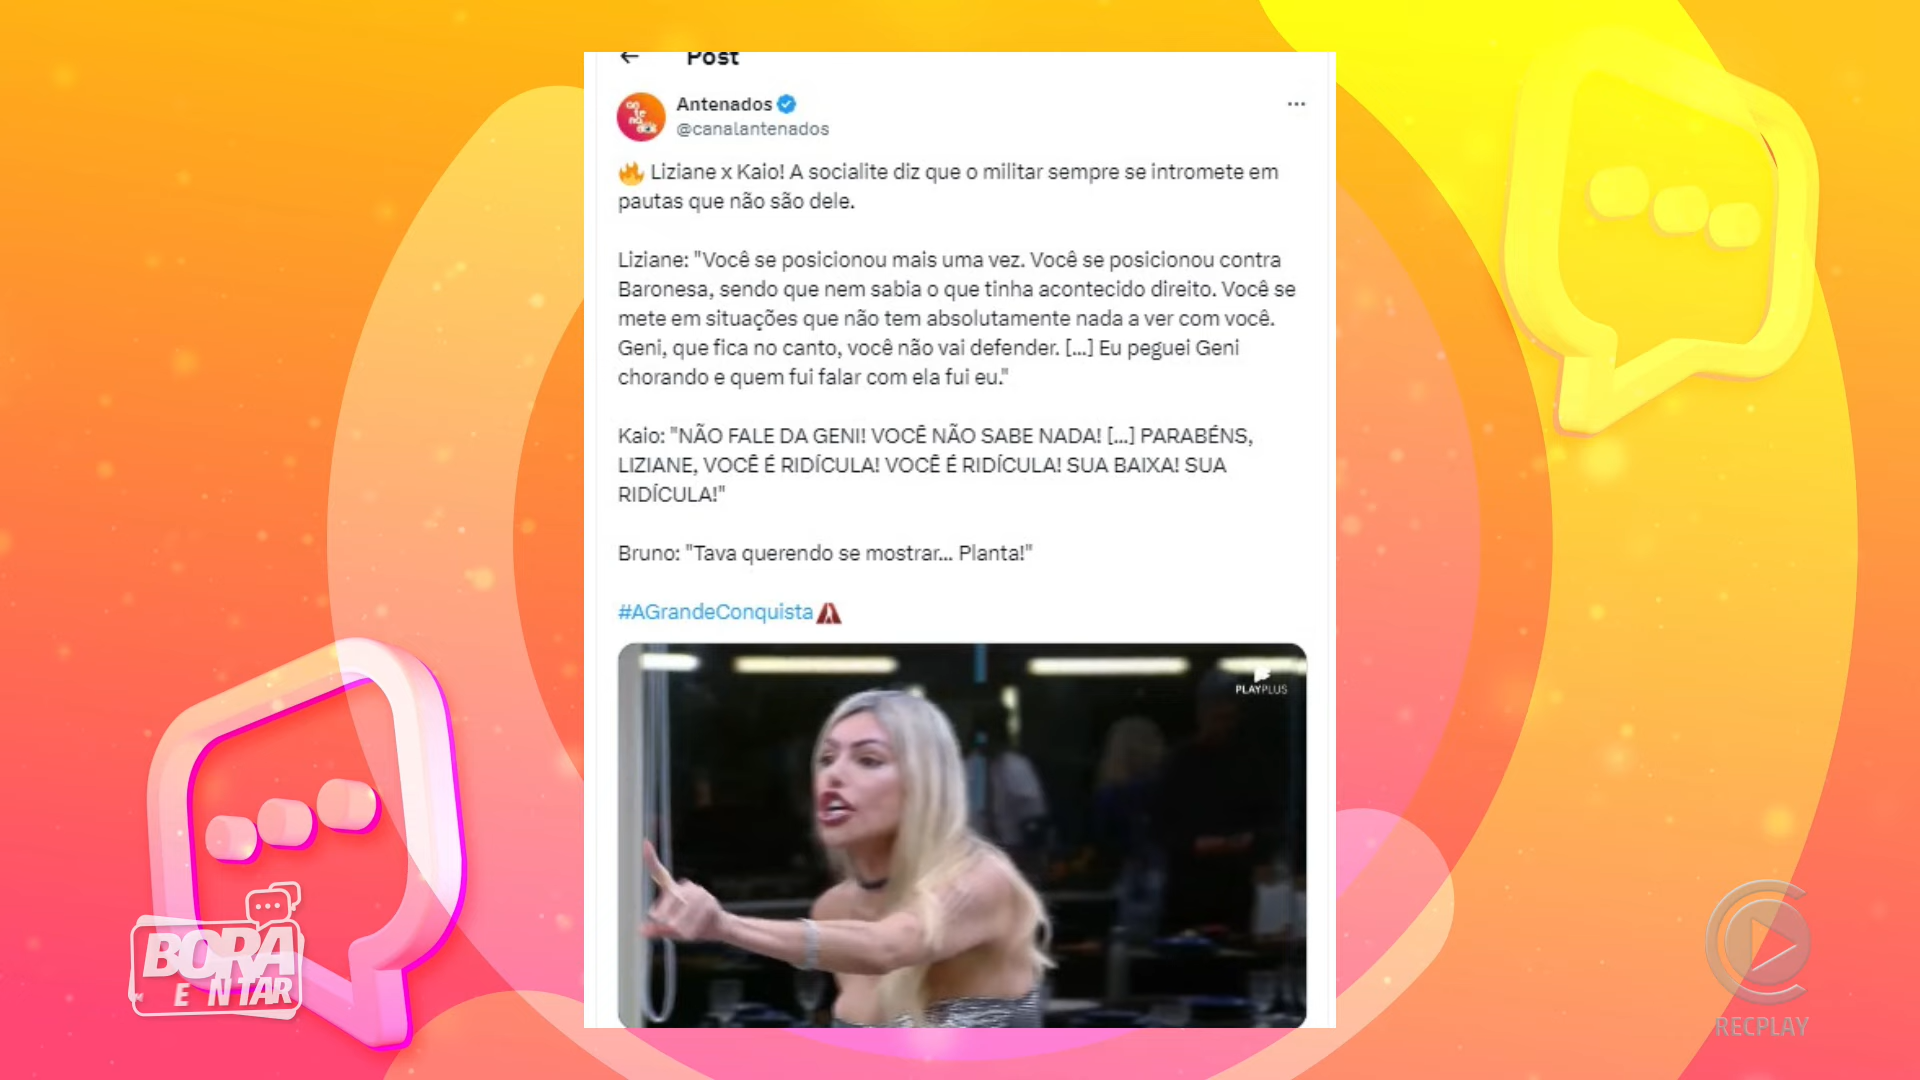 Post
Antenados
@canalantenados
🔥 Liziane x Kaio! A socialite diz que o militar sempre se intromete em
pautas que não são dele.
Liziane: "Você se posicionou mais uma vez. Você se posicionou contra
Baronesa, sendo que nem sabia o que tinha acontecido direito. Você se
mete em situações que não tem absolutamente nada a ver com você.
Geni, que fica no canto, você não vai defender. [...] Eu peguei Geni
chorando e quem fui falar com ela fui eu."
Kaio: "NÃO FALE DA GENI! VOCÊ NÃO SABE NADA! [...] PARABÉNS,
LIZIANE, VOCÊ É RIDÍCULA! VOCÊ É RIDÍCULA! SUA BAIXA! SUA
RIDÍCULA!"
Bruno: "Tava querendo se mostrar... Planta!"
#AGrandeConquista
PLAYPLUS
BORA
RECPLAY